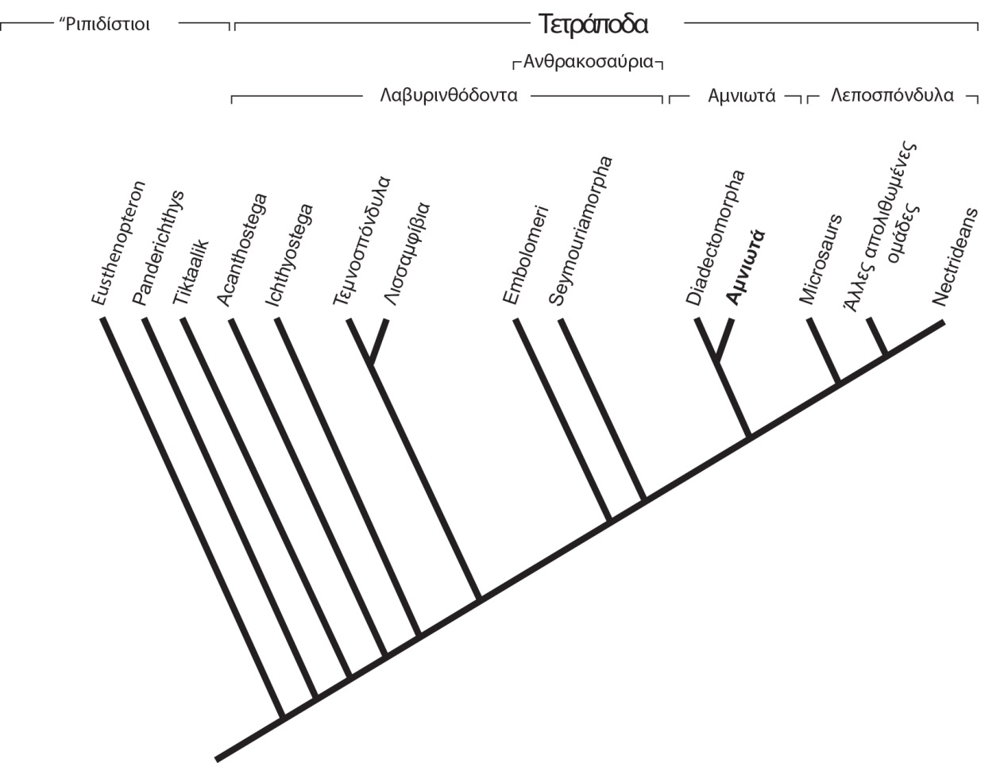 “Ριπιδίστιοι
Τετράποδα
Ανθρακοσαύρια
Λαβυρινθόδοντα
Αμνιωτά
Λεποσπόνδυλα
Eusthenopteron
Panderichthys
Tiktaalik
Acanthostega
Ichthyostega
Τεμνοσπόνδυλα
Λισσαμφίβια
Embolomeri
Seymouriamorpha
Diadectomorpha
Αμνιωτά
Microsaurs
Άλλες απολιθωμένες
ομάδες
Nectrideans